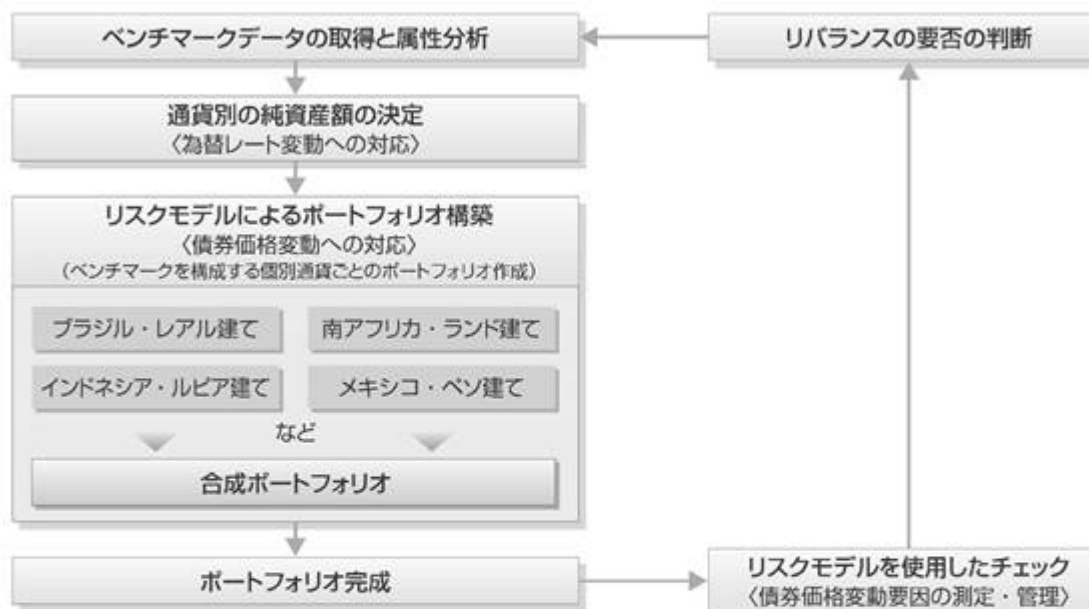 ベンチマークデータの取得と属性分析
リバランスの要否の判断
通貨別の純資産額の決定
〈為替レート変動への対応〉
リスクモデルによるポートフォリオ構築
〈債券価格変動への対応〉
（ベンチマークを構成する個別通貨ごとのポートフォリオ作成）
ブラジル・レアル建て
南アフリカ・ランド建て
インドネシア・ルピア建て
メキシコ・ペソ建て
など
合成ポートフォリオ
ポートフォリオ完成
リスクモデルを使用したチェック
〈債券価格変動要因の測定・管理〉